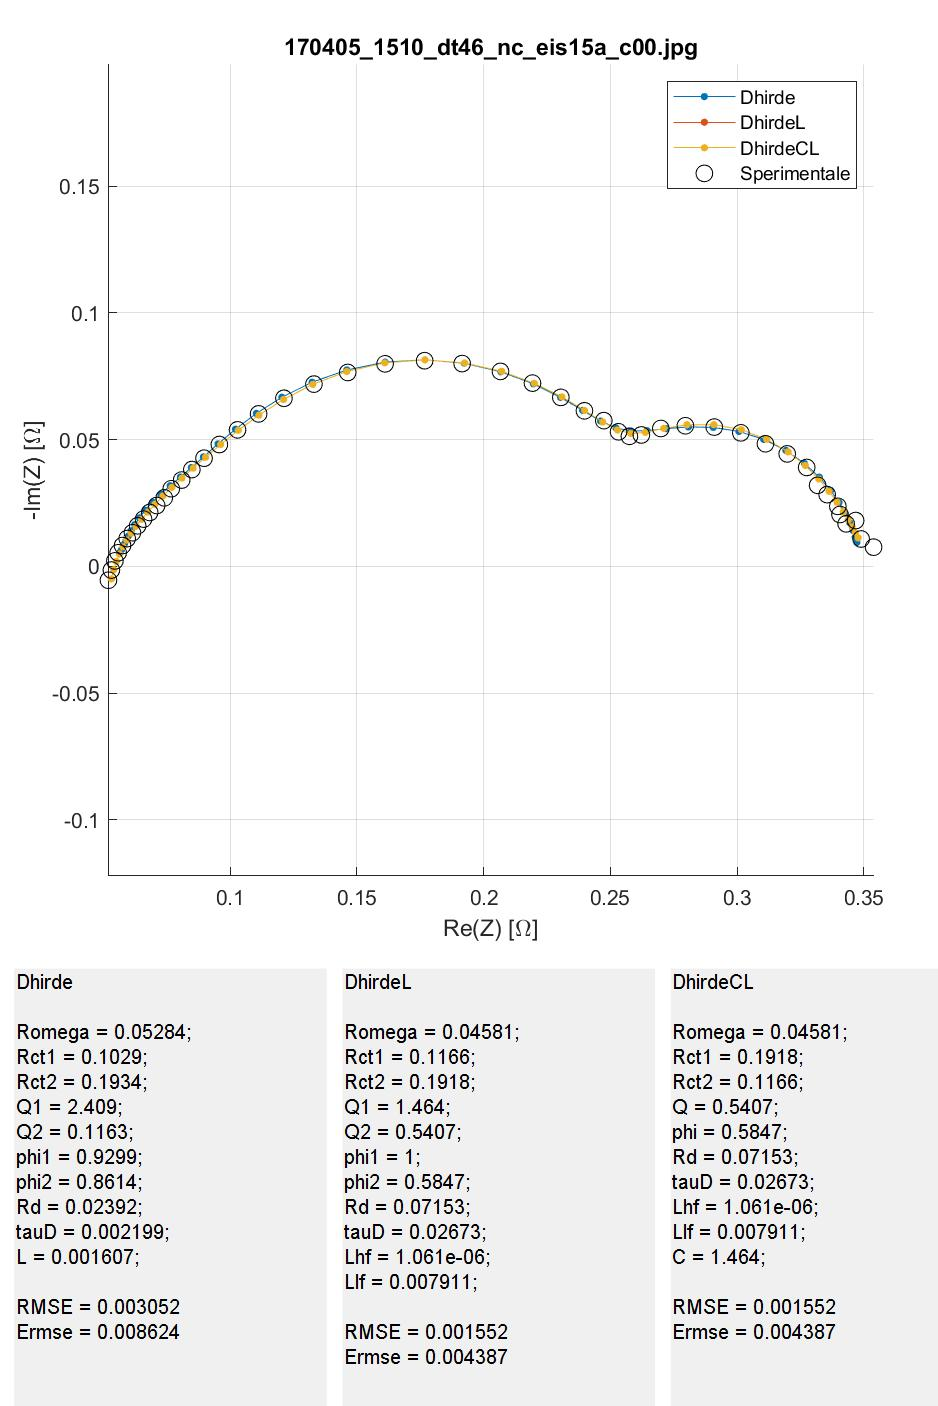 170405_1510_dt46_nc_eis15a_c00.jpg
Dhirde
DhirdeL
DhirdeCL
Sperimentale
0.15
0.1
0.05
0
-0.05
-0.1
-Im(Z) [Ω]
0.1 0.15 0.2 0.25 0.3 0.35
Re(Z) [Ω]
Dhirde
Romega = 0.05284;
Rct1 = 0.1029;
Rct2 = 0.1934;
Q1 = 2.409;
Q2 = 0.1163;
phi1 = 0.9299;
phi2 = 0.8614;
Rd = 0.02392;
tauD = 0.002199;
L = 0.001607;
RMSE = 0.003052
Ermse = 0.008624
DhirdeL
Romega = 0.04581;
Rct1 = 0.1166;
Rct2 = 0.1918;
Q1 = 1.464;
Q2 = 0.5407;
phi1 = 1;
phi2 = 0.5847;
Rd = 0.07153;
tauD = 0.02673;
Lhf = 1.061e-06;
Llf = 0.007911;
RMSE = 0.001552
Ermse = 0.004387
DhirdeCL
Romega = 0.04581;
Rct1 = 0.1918;
Rct2 = 0.1166;
Q = 0.5407;
phi = 0.5847;
Rd = 0.07153;
tauD = 0.02673;
Lhf = 1.061e-06;
Llf = 0.007911;
C = 1.464;
RMSE = 0.001552
Ermse = 0.004387